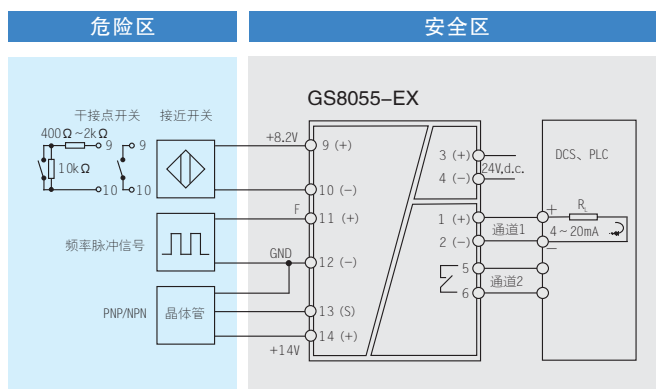 危险区
安全区
GS8055-EX
干接点开关
接近开关
400Ω~2kΩ
9
9
10kΩ
10
10
+8.2V
9 (+)
10 (-)
F
11 (+)
频率脉冲信号
GND
12 (-)
PNP/NPN
晶体管
13 (S)
14 (+)
+14V
3 (+)
4 (-)
24V.d.c.
1 (+)
2 (-)
通道1
5
6
通道2
DCS、PLC
+
RL
4~20mA
-